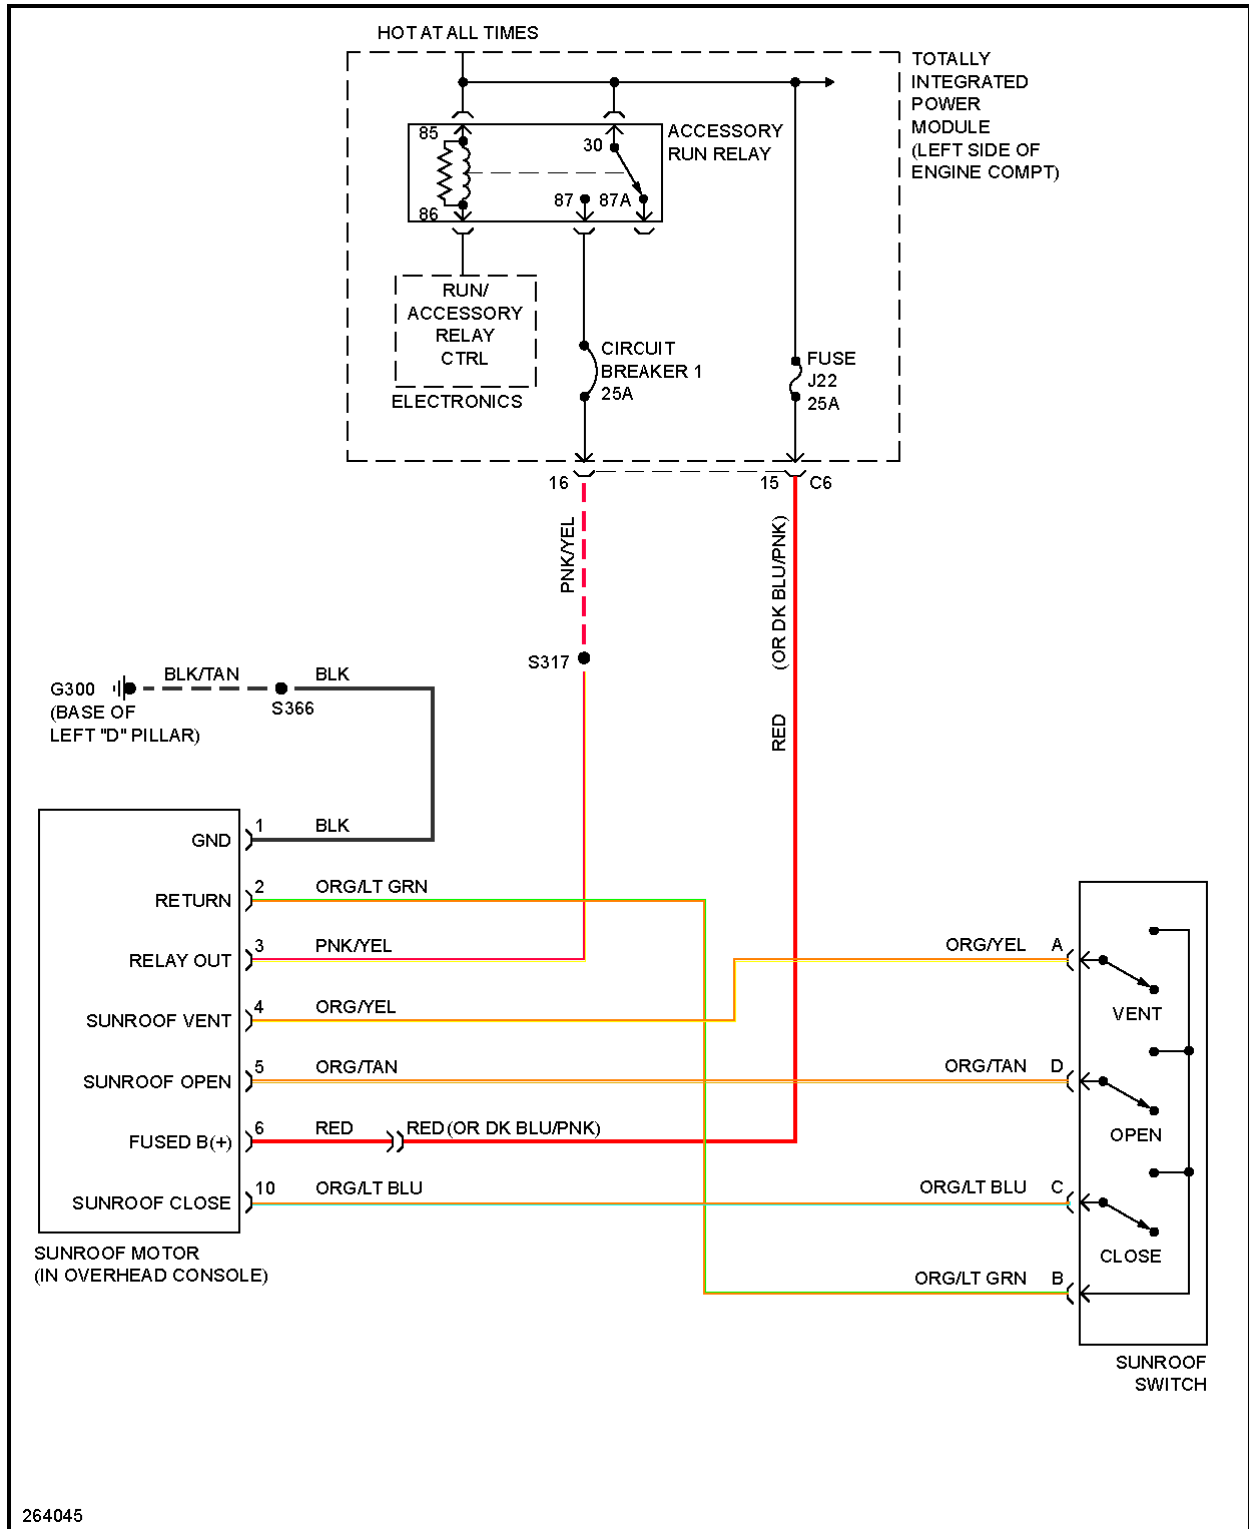 HOT AT ALL TIMES
TOTALLY
INTEGRATED
POWER
MODULE
(LEFT SIDE OF
ENGINE COMPT)
ACCESSORY
RUN RELAY
85
30
86
87
87A
RUN/
ACCESSORY
RELAY
CTRL
ELECTRONICS
CIRCUIT
BREAKER 1
25A
FUSE
J22
25A
16
15
C6
PNK/YEL
(OR DK BLU/PNK)
RED
S317
G300
(BASE OF
LEFT "D" PILLAR)
BLK/TAN
S366
BLK
GND
1
BLK
RETURN
2
ORG/LT GRN
RELAY OUT
3
PNK/YEL
SUNROOF VENT
4
ORG/YEL
SUNROOF OPEN
5
ORG/TAN
FUSED B(+)
6
RED
RED (OR DK BLU/PNK)
SUNROOF CLOSE
10
ORG/LT BLU
SUNROOF MOTOR
(IN OVERHEAD CONSOLE)
ORG/YEL
A
VENT
ORG/TAN
D
OPEN
ORG/LT BLU
C
CLOSE
ORG/LT GRN
B
SUNROOF
SWITCH
264045